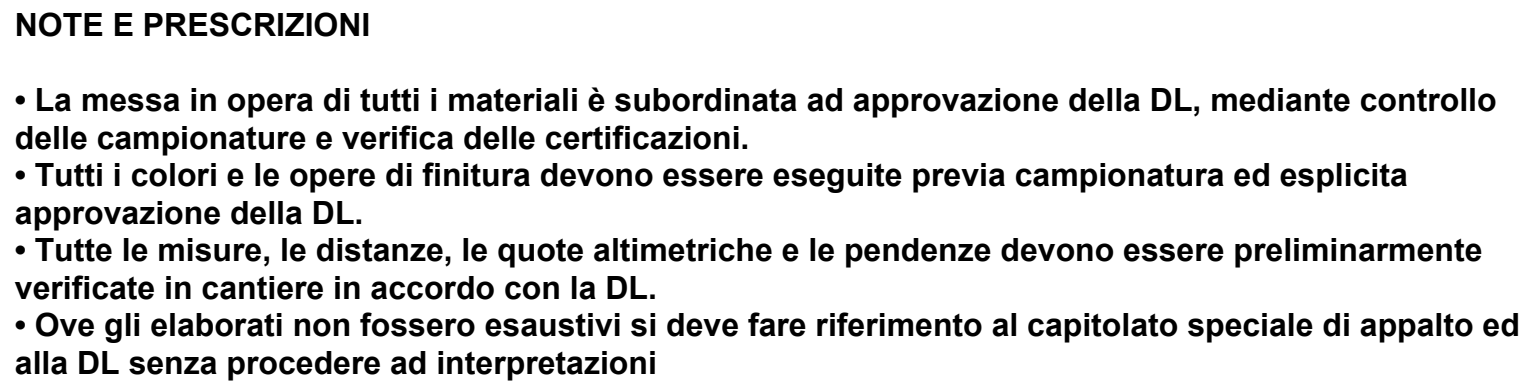 NOTE E PRESCRIZIONI
• La messa in opera di tutti i materiali è subordinata ad approvazione della DL, mediante controllo
delle campionature e verifica delle certificazioni.
• Tutti i colori e le opere di finitura devono essere eseguite previa campionatura ed esplicita
approvazione della DL.
• Tutte le misure, le distanze, le quote altimetriche e le pendenze devono essere preliminarmente
verificate in cantiere in accordo con la DL.
• Ove gli elaborati non fossero esaustivi si deve fare riferimento al capitolato speciale di appalto ed
alla DL senza procedere ad interpretazioni